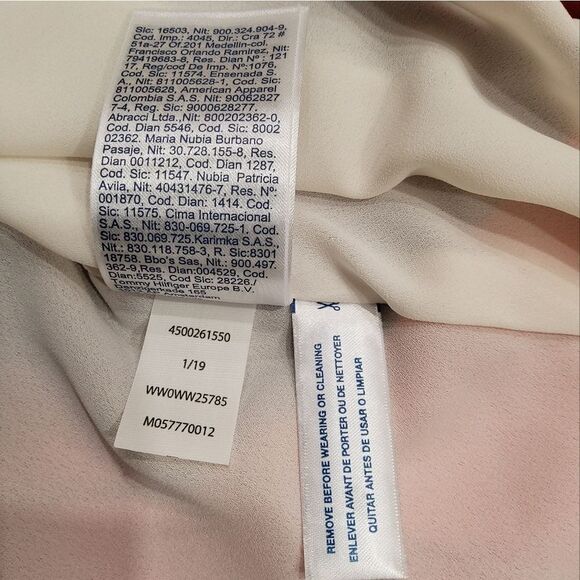 Sic: 16503, Nit: 900.324.904-9,
Cod. Imp.: 4045, Dir.: Cra 72 #
51a-27 Of.201 Medellin-col.
Francisco Orlando Ramirez, Nit:
79419683-8, Res. Dian Nº : 121
17, Reg/cod De Imp. Nº:1076,
Cod. Sic: 11574. Ensenada S.
A., Nit: 811005628-1, Cod. Sic:
811005628, American Apparel
Colombia S.A.S. Nit: 90062827
7-4, Reg. Sic: 9000628277.
Abracci Ltda.,Nit: 800202362-0,
Cod. Dian 5546, Cod. Sic: 8002
02362. Maria Nubia Burbano
Pasaje, Nit: 30.728.155-8, Res.
Dian 0011212, Cod. Dian 1287,
Cod. Sic: 11547. Nubia Patricia
Avila, Nit: 40431476-7, Res. Nº:
001870, Cod. Dian: 1414. Cod.
Sic: 11575, Cima Internacional
S.A.S., Nit: 830-069.725-1, Cod.
Sic: 830.069.725.Karimka S.A.S.,
Nit.: 830.118.758-3, R. Sic:8301
18758. Bbo's Sas, Nit: 900.497.
362-9,Res. Dian:004529, Cod
Dian:5525, Cod Sic: 28226./
Tommy Hilfiger Europe B.V.
165
Amsterdam
4500261550
1/19
WW0WW25785
M057770012
REMOVE BEFORE WEARING OR CLEANING
ENLEVER AVANT DE PORTER OU DE NETTOYER
QUITAR ANTES DE USAR O LIMPIAR